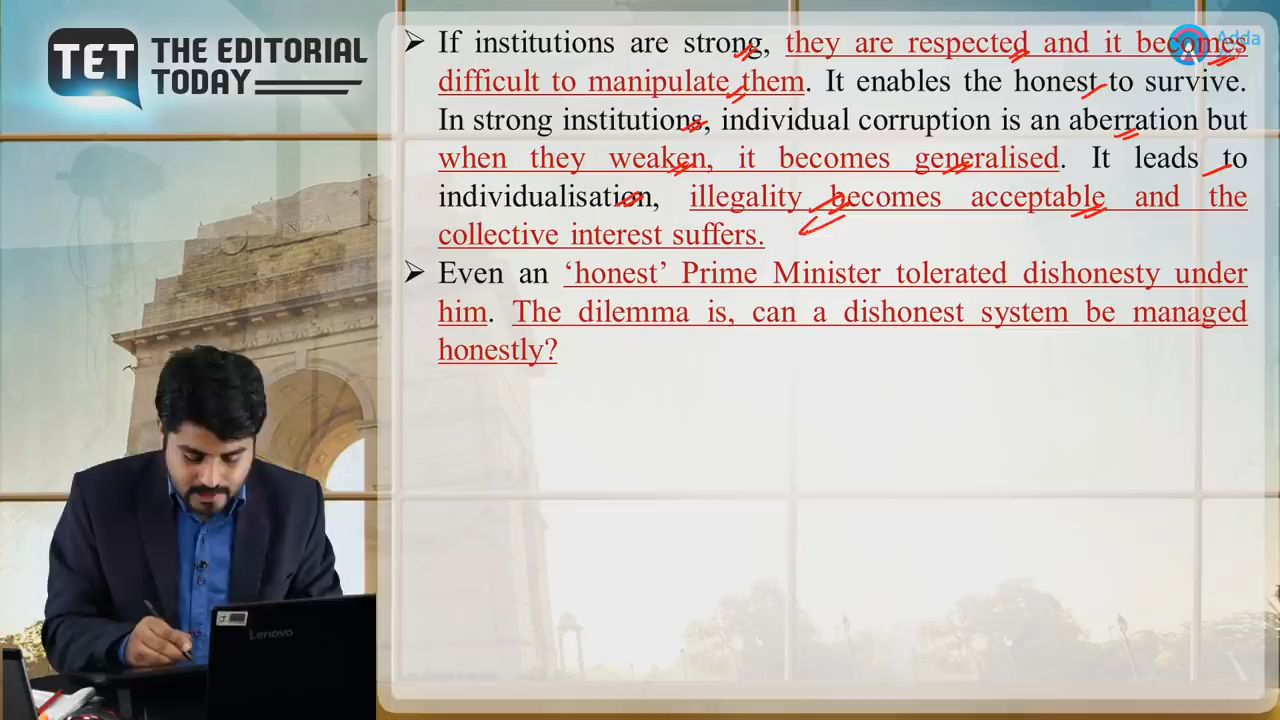 TET THE EDITORIAL
TODAY
➤ If institutions are strong, they are respected and it becomes
difficult to manipulate them. It enables the honest to survive.
In strong institutions, individual corruption is an aberration but
when they weaken, it becomes generalised. It leads to
individualisation, illegality becomes acceptable and the
collective interest suffers.
➤ Even an ‘honest’ Prime Minister tolerated dishonesty under
him. The dilemma is, can a dishonest system be managed
honestly?
Adda
Lenovo
INDIA